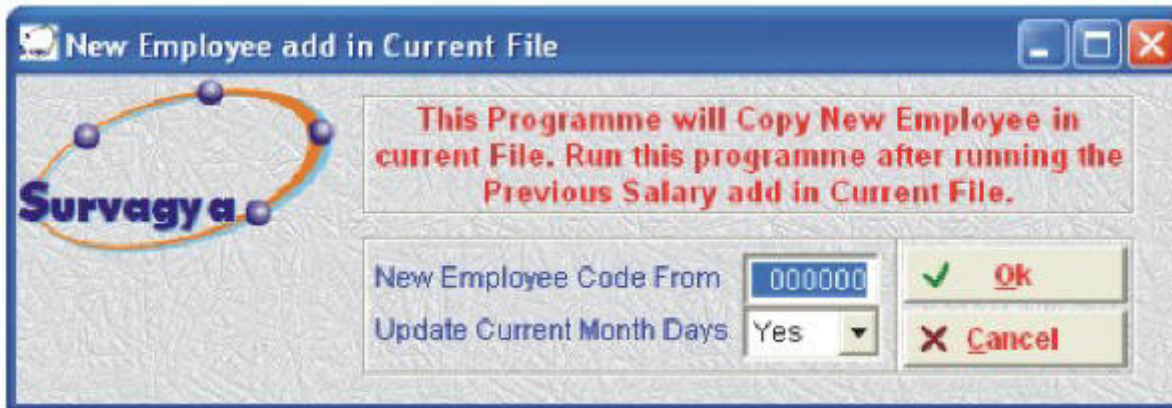 New Employee add in Current File
Survagya
This Programme will Copy New Employee in
current File. Run this programme after running the
Previous Salary add in Current File.
New Employee Code From 000000
Ok
Update Current Month Days Yes
Cancel